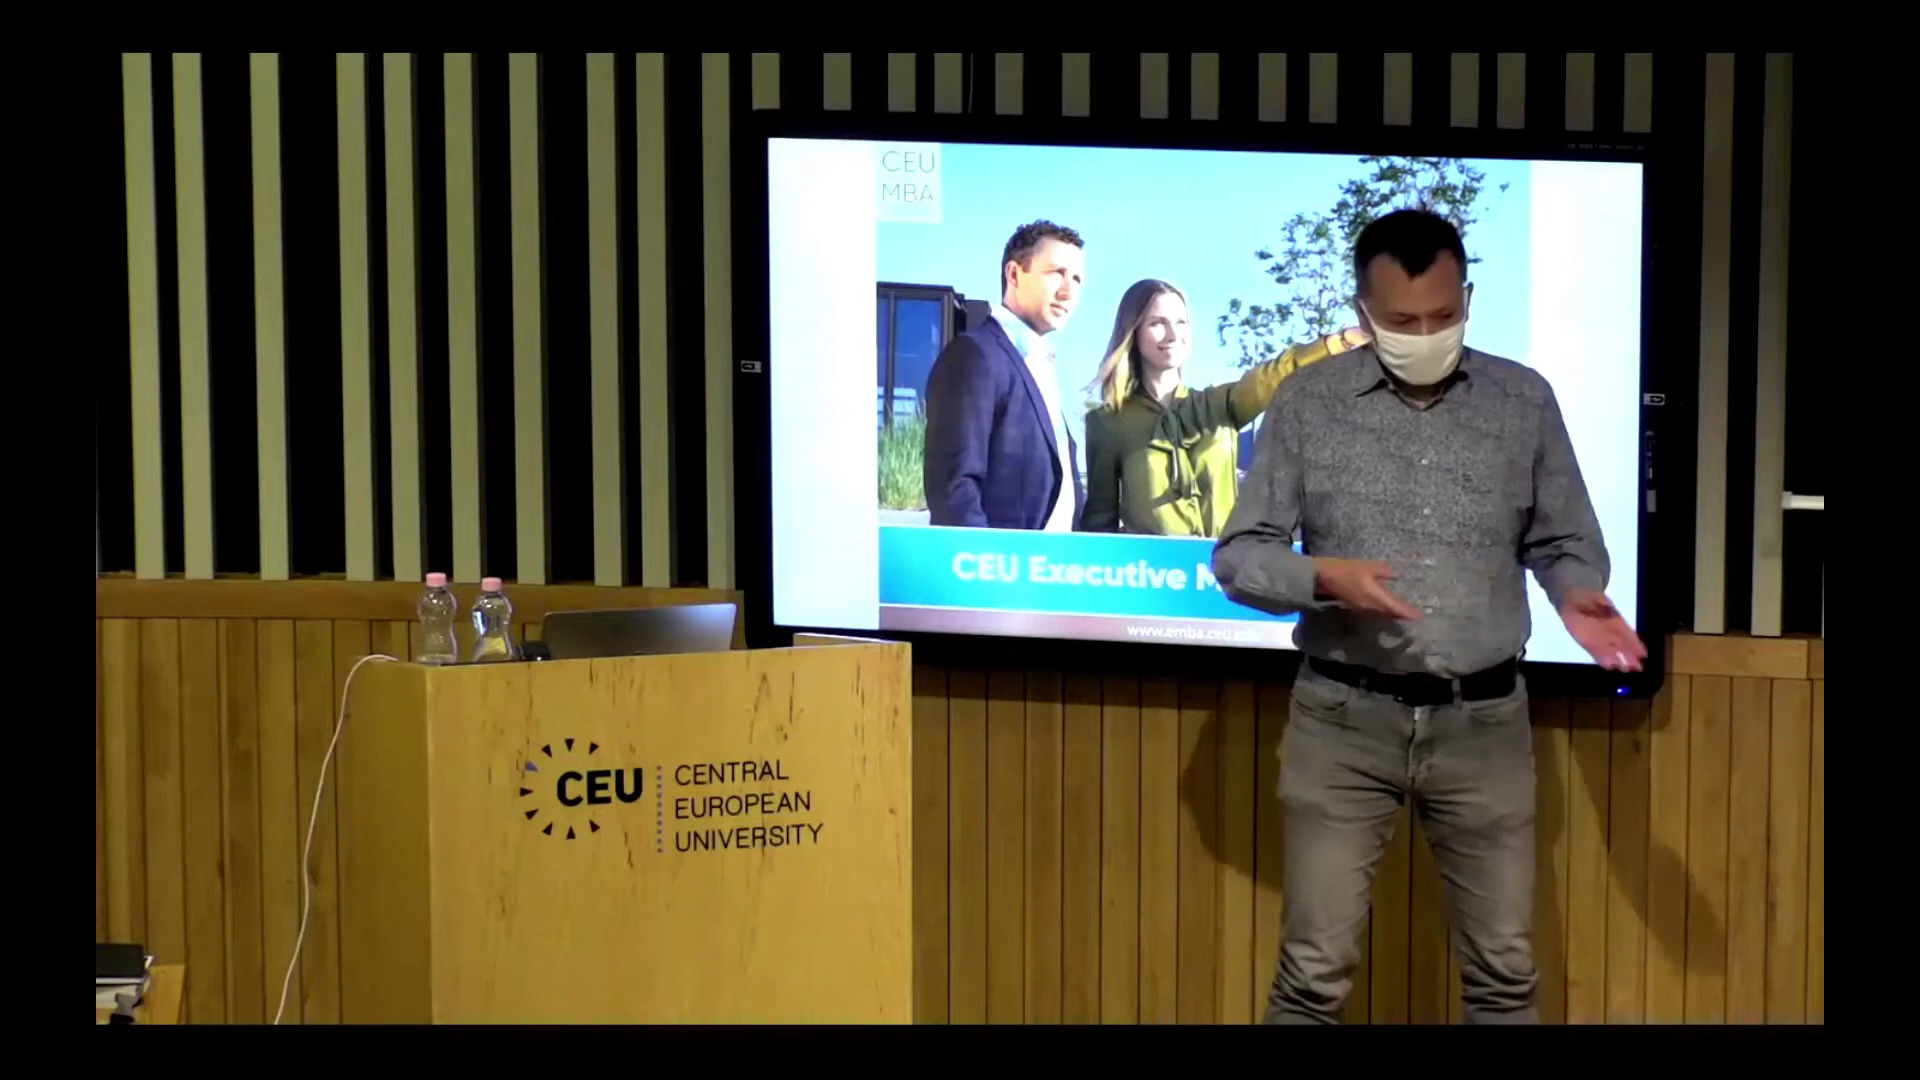 CEU
MBA
CEU Executive M
www.emba.ceu.edu
CEU
CENTRAL
EUROPEAN
UNIVERSITY